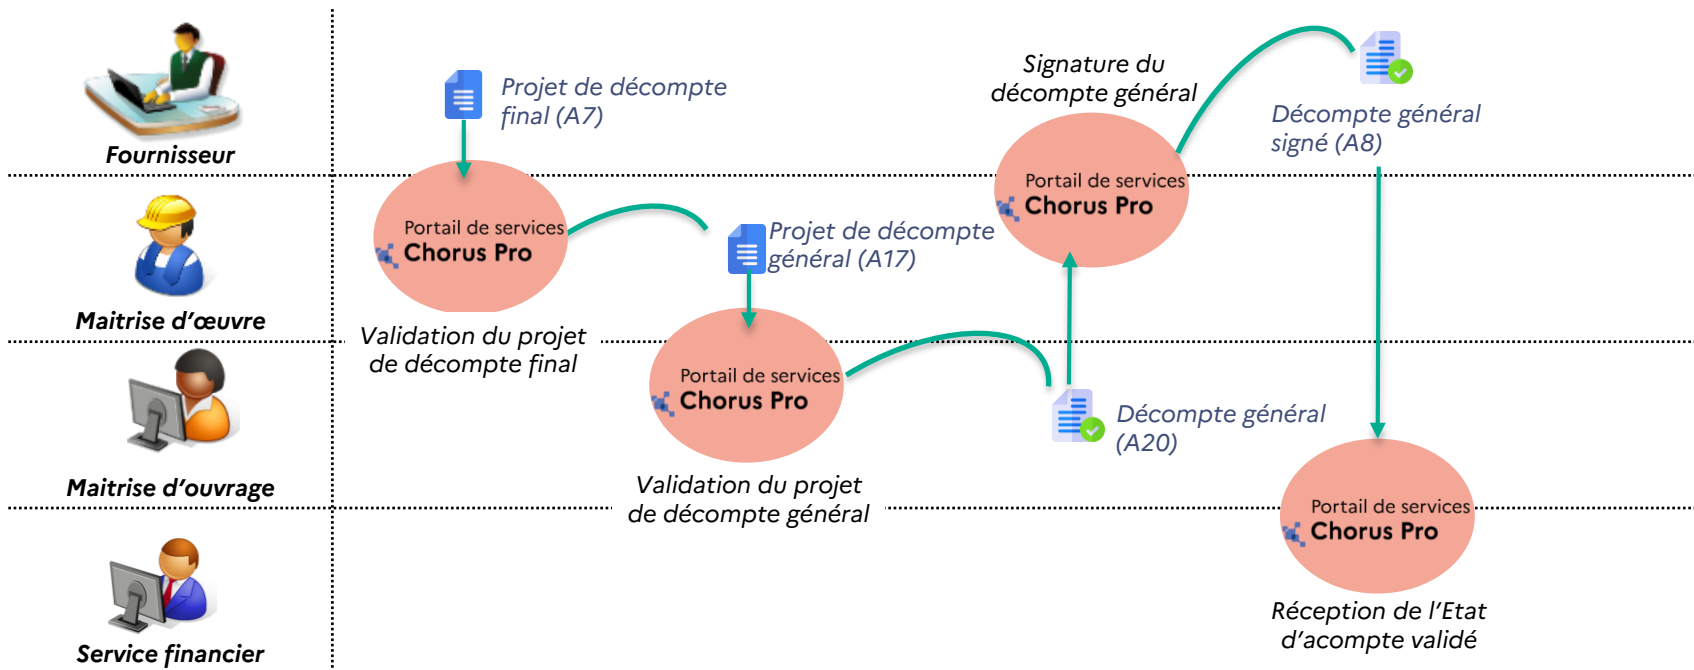 Fournisseur
Projet de décompte
final (A7)
Signature du
décompte général
Décompte général
signé (A8)
Portail de services
Chorus Pro
Maitrise d'œuvre
Portail de services
Chorus Pro
Validation du projet
de décompte final
Projet de décompte
général (A17)
Maitrise d'ouvrage
Portail de services
Chorus Pro
Validation du projet
de décompte général
Décompte général
(A20)
Service financier
Portail de services
Chorus Pro
Réception de l'Etat
d'acompte validé